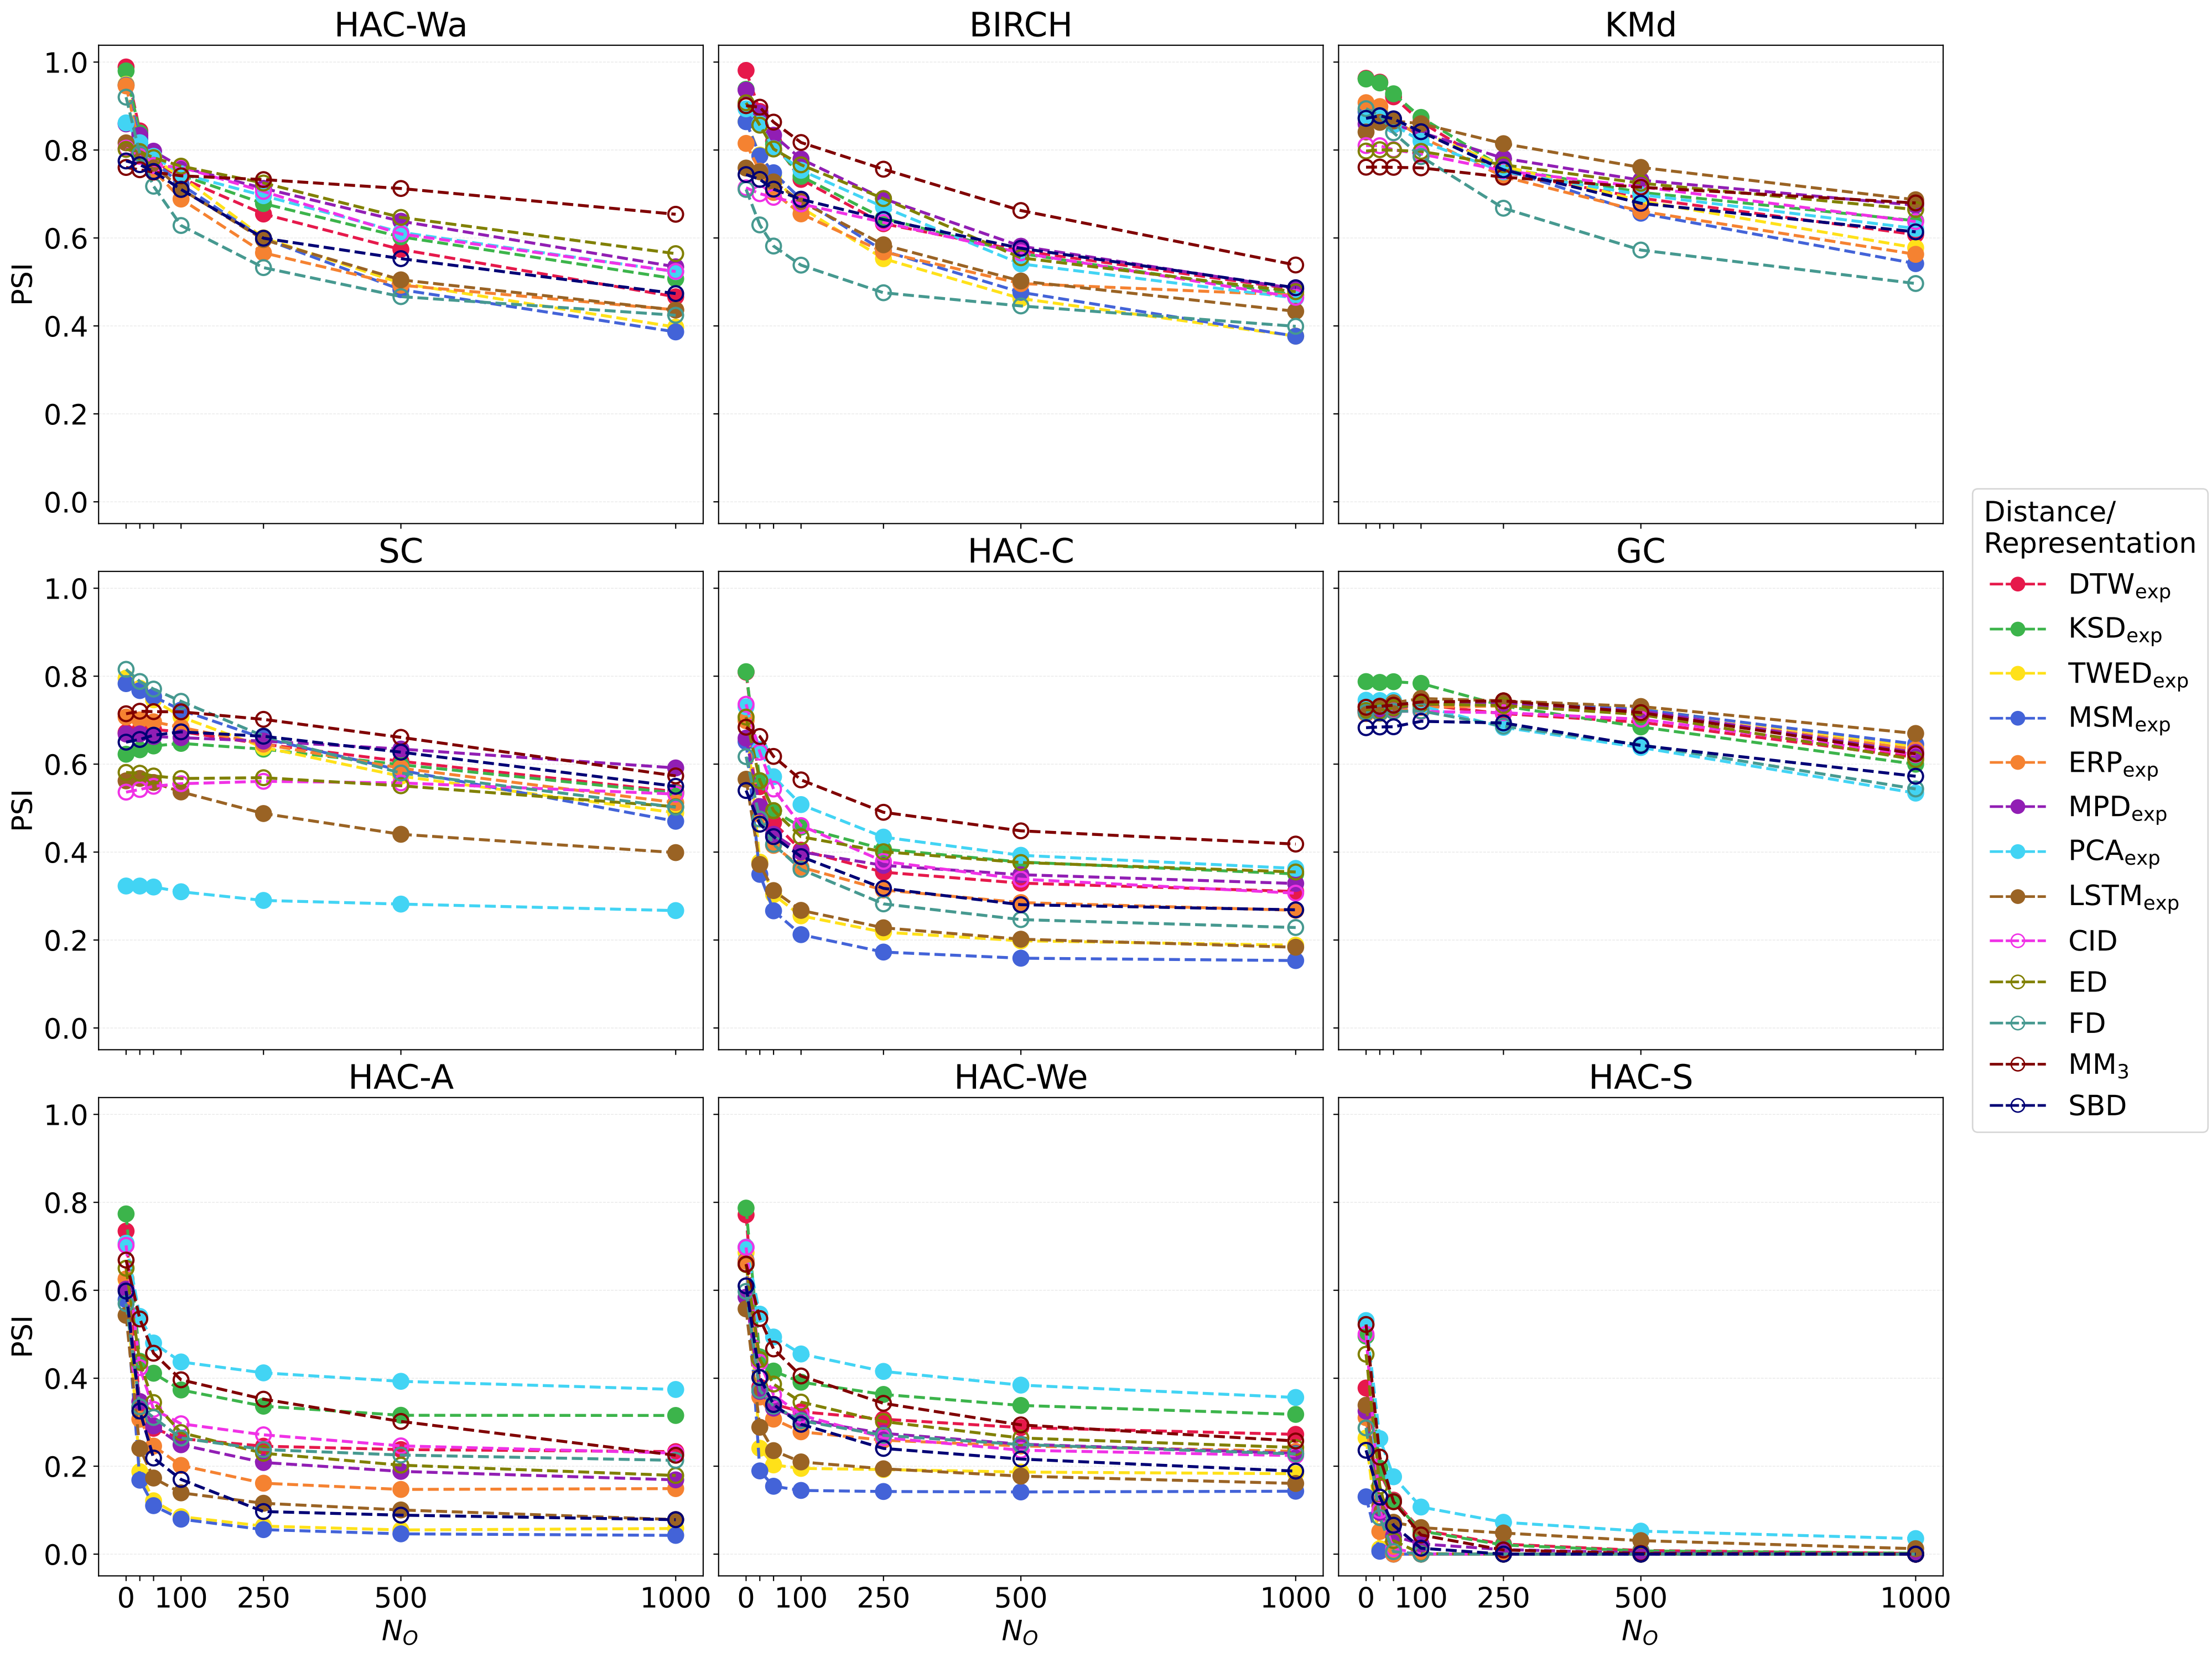 HAC-Wa
BIRCH
KMd
1.0
0.8
0.6
0.4
0.2
0.0
PSI
SC
HAC-C
GC
1.0
0.8
0.6
0.4
0.2
0.0
PSI
HAC-A
HAC-We
HAC-S
1.0
0.8
0.6
0.4
0.2
0.0
PSI
0 100 250 500 1000
0 100 250 500 1000
0 100 250 500 1000
N_O
N_O
N_O
Distance/
Representation
DTW_exp
KSD_exp
TWED_exp
MSM_exp
ERP_exp
MPD_exp
PCA_exp
LSTM_exp
CID
ED
FD
MM_3
SBD